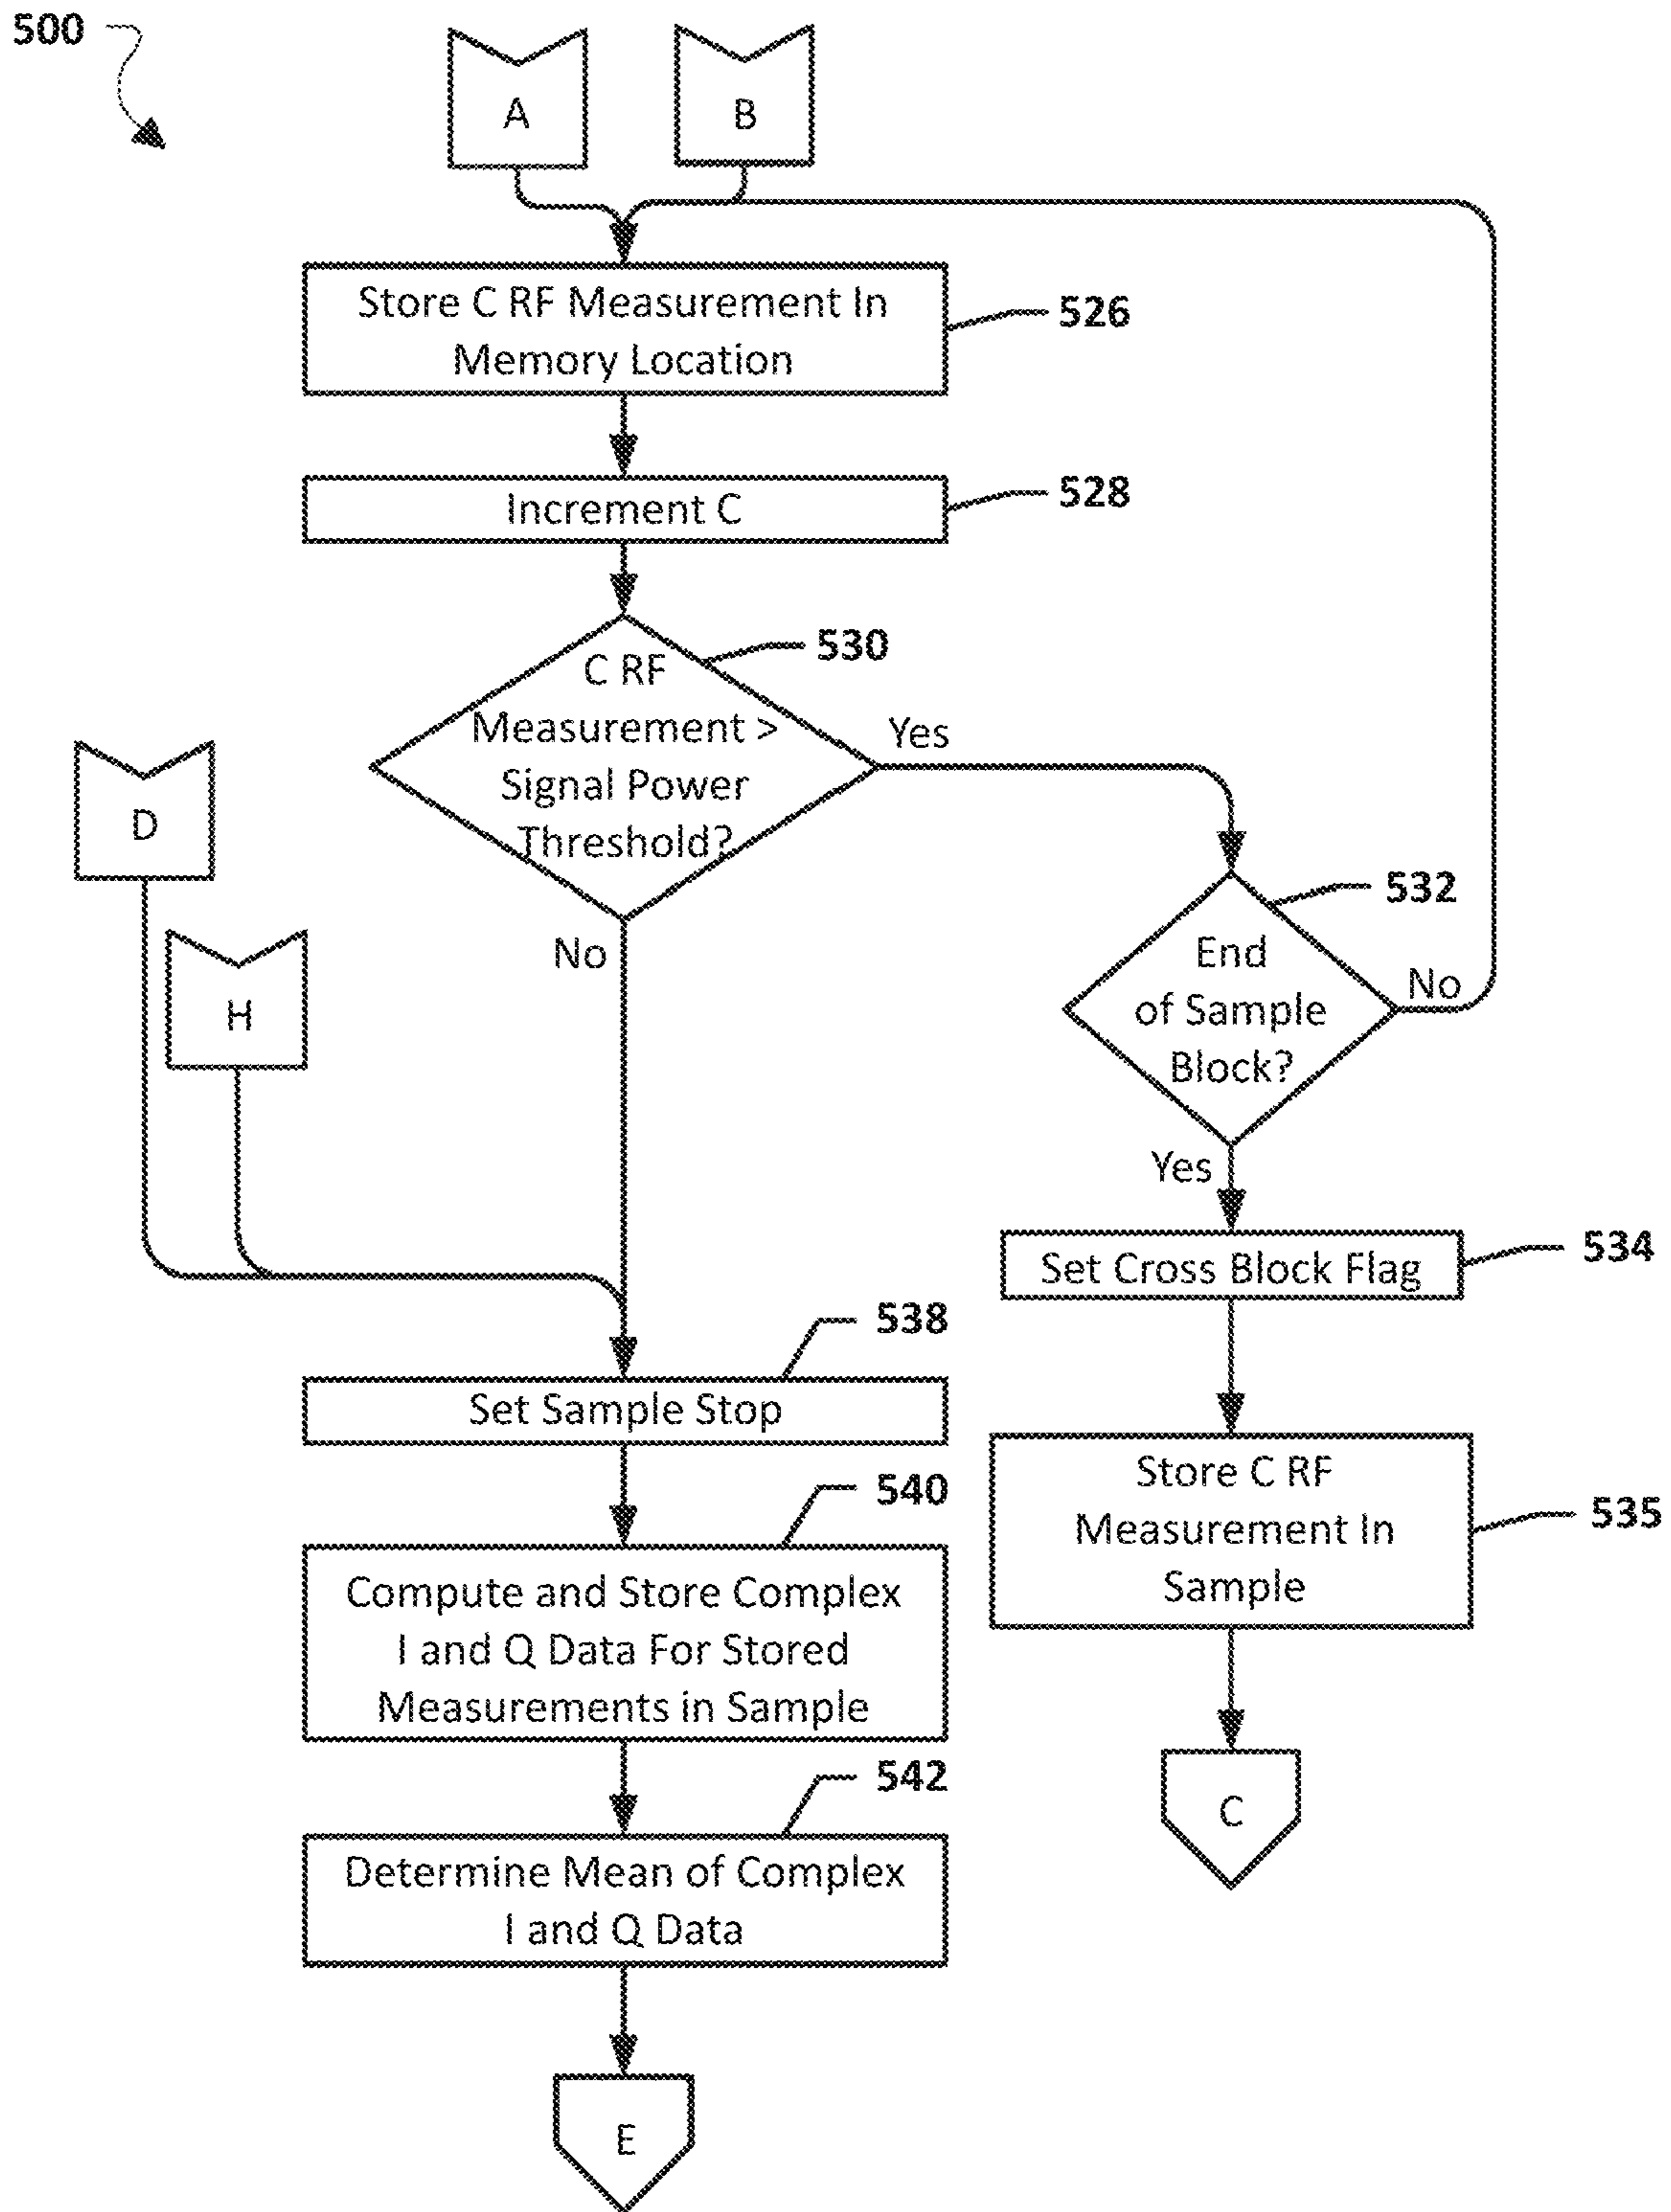 500
A
B
Store C RF Measurement In
Memory Location
526
Increment C
528
C RF
Measurement >
Signal Power
Threshold?
530
Yes
No
D
H
End
of Sample
Block?
532
No
Yes
Set Cross Block Flag
534
Store C RF
Measurement In
Sample
535
C
Set Sample Stop
538
Compute and Store Complex
I and Q Data For Stored
Measurements in Sample
540
Determine Mean of Complex
I and Q Data
542
E